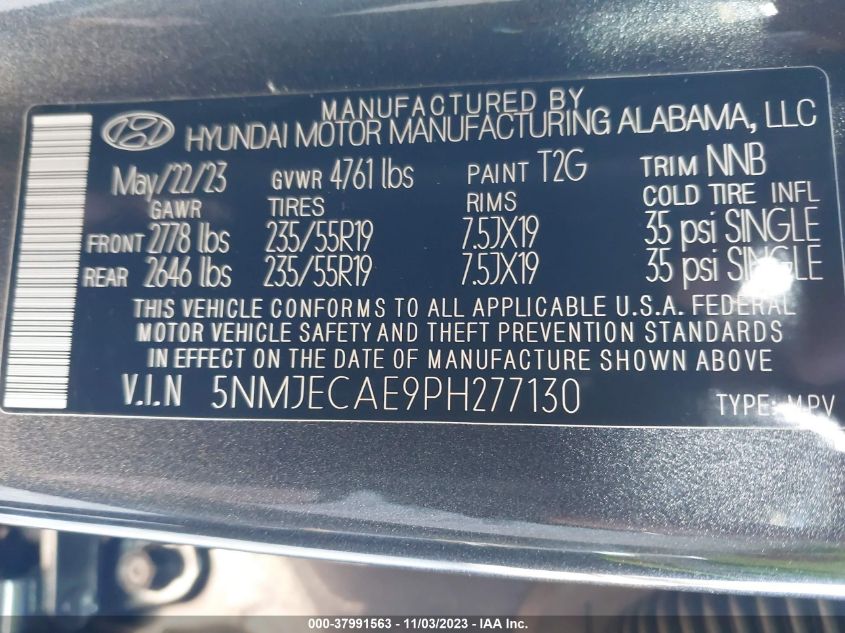 MANUFACTURED BY
HYUNDAI MOTOR MANUFACTURING ALABAMA, LLC
May/22/23 GVWR 4761 lbs PAINT T2G TRIM NNB
GAWR TIRES RIMS COLD TIRE INFL
FRONT 2778 lbs 235/55R19 7.5JX19 35 psi SINGLE
REAR 2646 lbs 235/55R19 7.5JX19 35 psi SINGLE
THIS VEHICLE CONFORMS TO ALL APPLICABLE U.S.A. FEDERAL
MOTOR VEHICLE SAFETY AND THEFT PREVENTION STANDARDS
IN EFFECT ON THE DATE OF MANUFACTURE SHOWN ABOVE
V.I.N 5NMJECAE9PH277130 TYPE: MPV
000-37991563 — 11/03/2023 — IAA Inc.